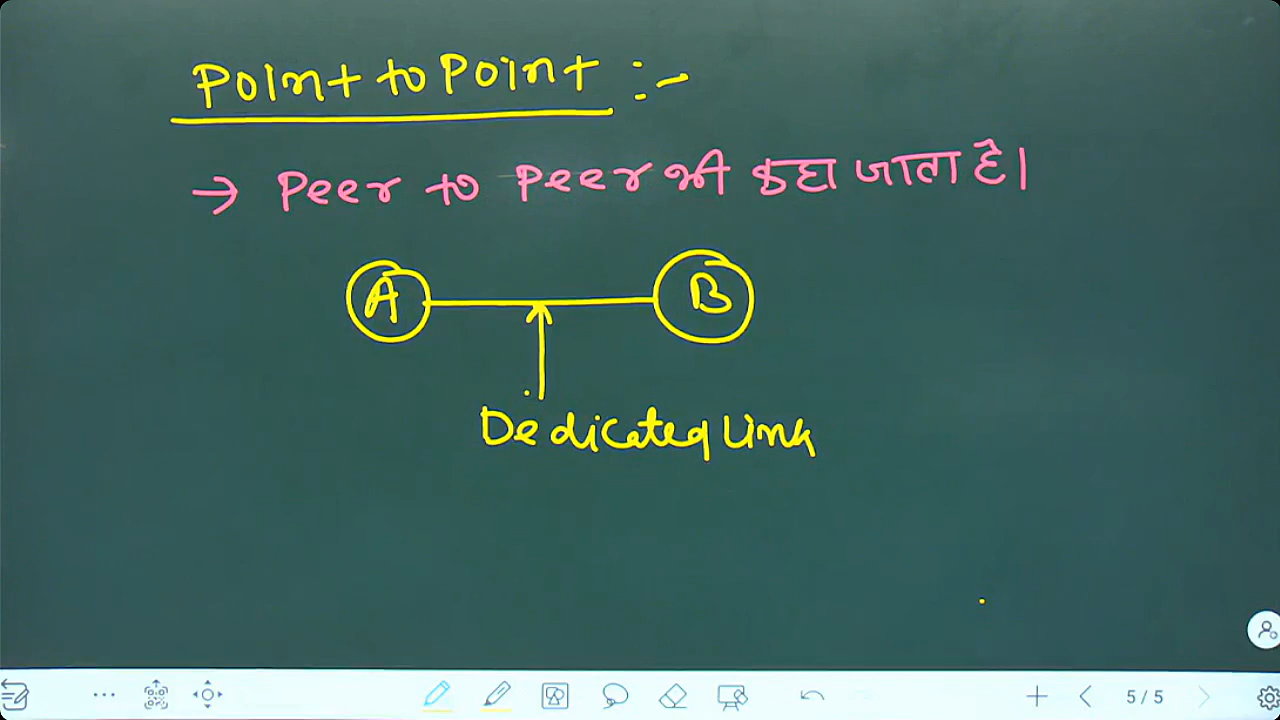 Point to Point :-
→ Peer to Peer भी कहा जाता है।
A B
Dedicated Link
5/5